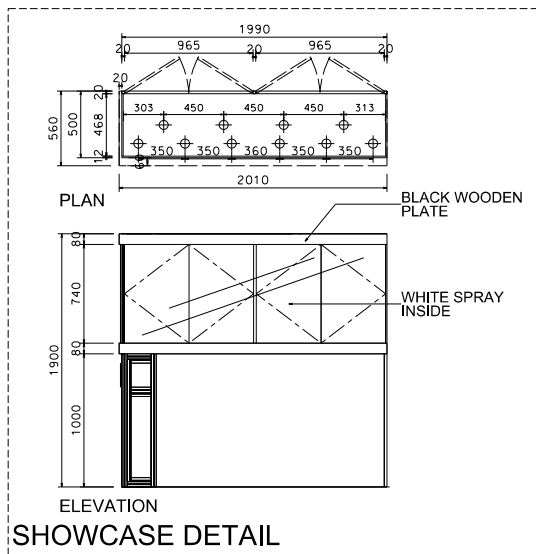 1990
20 965 20 965 20
20
20
303 450 450 450 313
560
500
468
12
350 350 360 350 350
60
2010
PLAN
BLACK WOODEN
PLATE
80
740
WHITE SPRAY
INSIDE
1900
80
1000
ELEVATION
SHOWCASE DETAIL